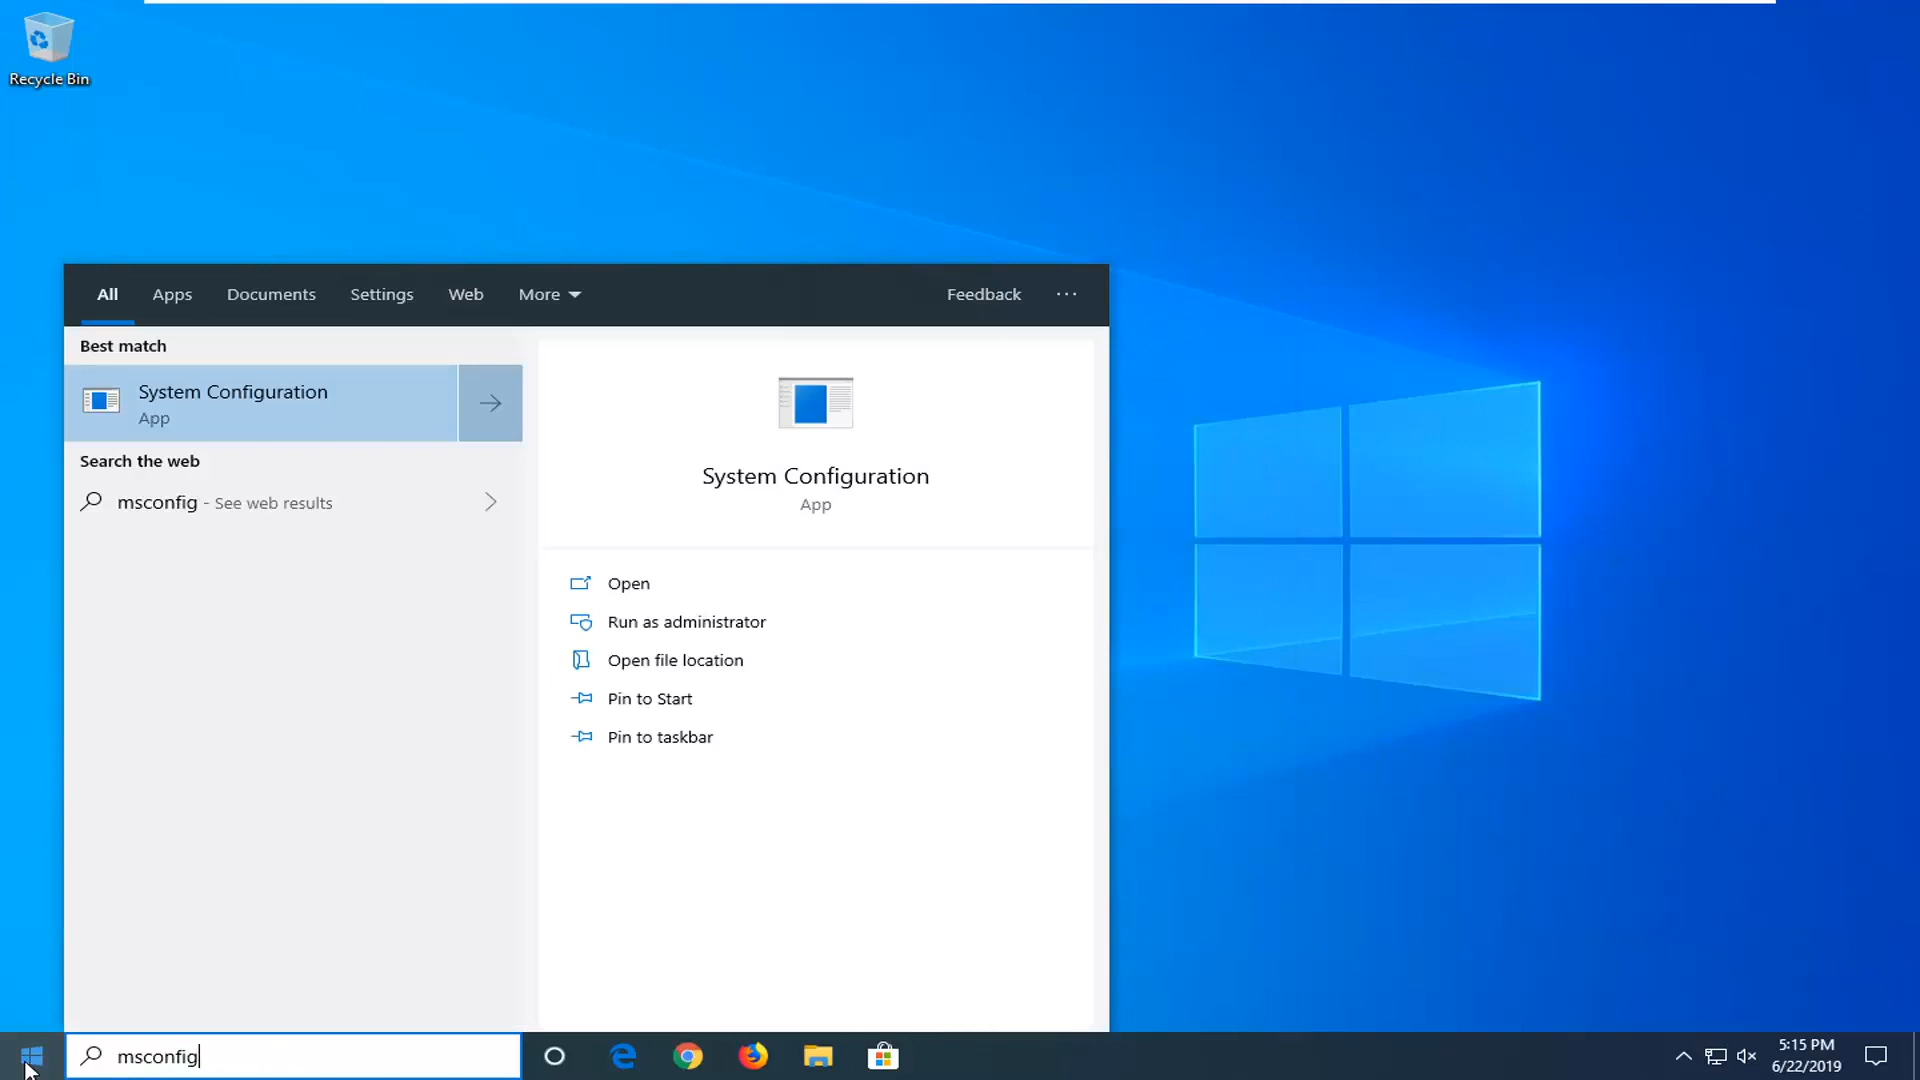 Recycle Bin
All Apps Documents Settings Web More Feedback ...
Best match
System Configuration
App
Search the web
msconfig - See web results
System Configuration
App
Open
Run as administrator
Open file location
Pin to Start
Pin to taskbar
msconfig
5:15 PM
6/22/2019